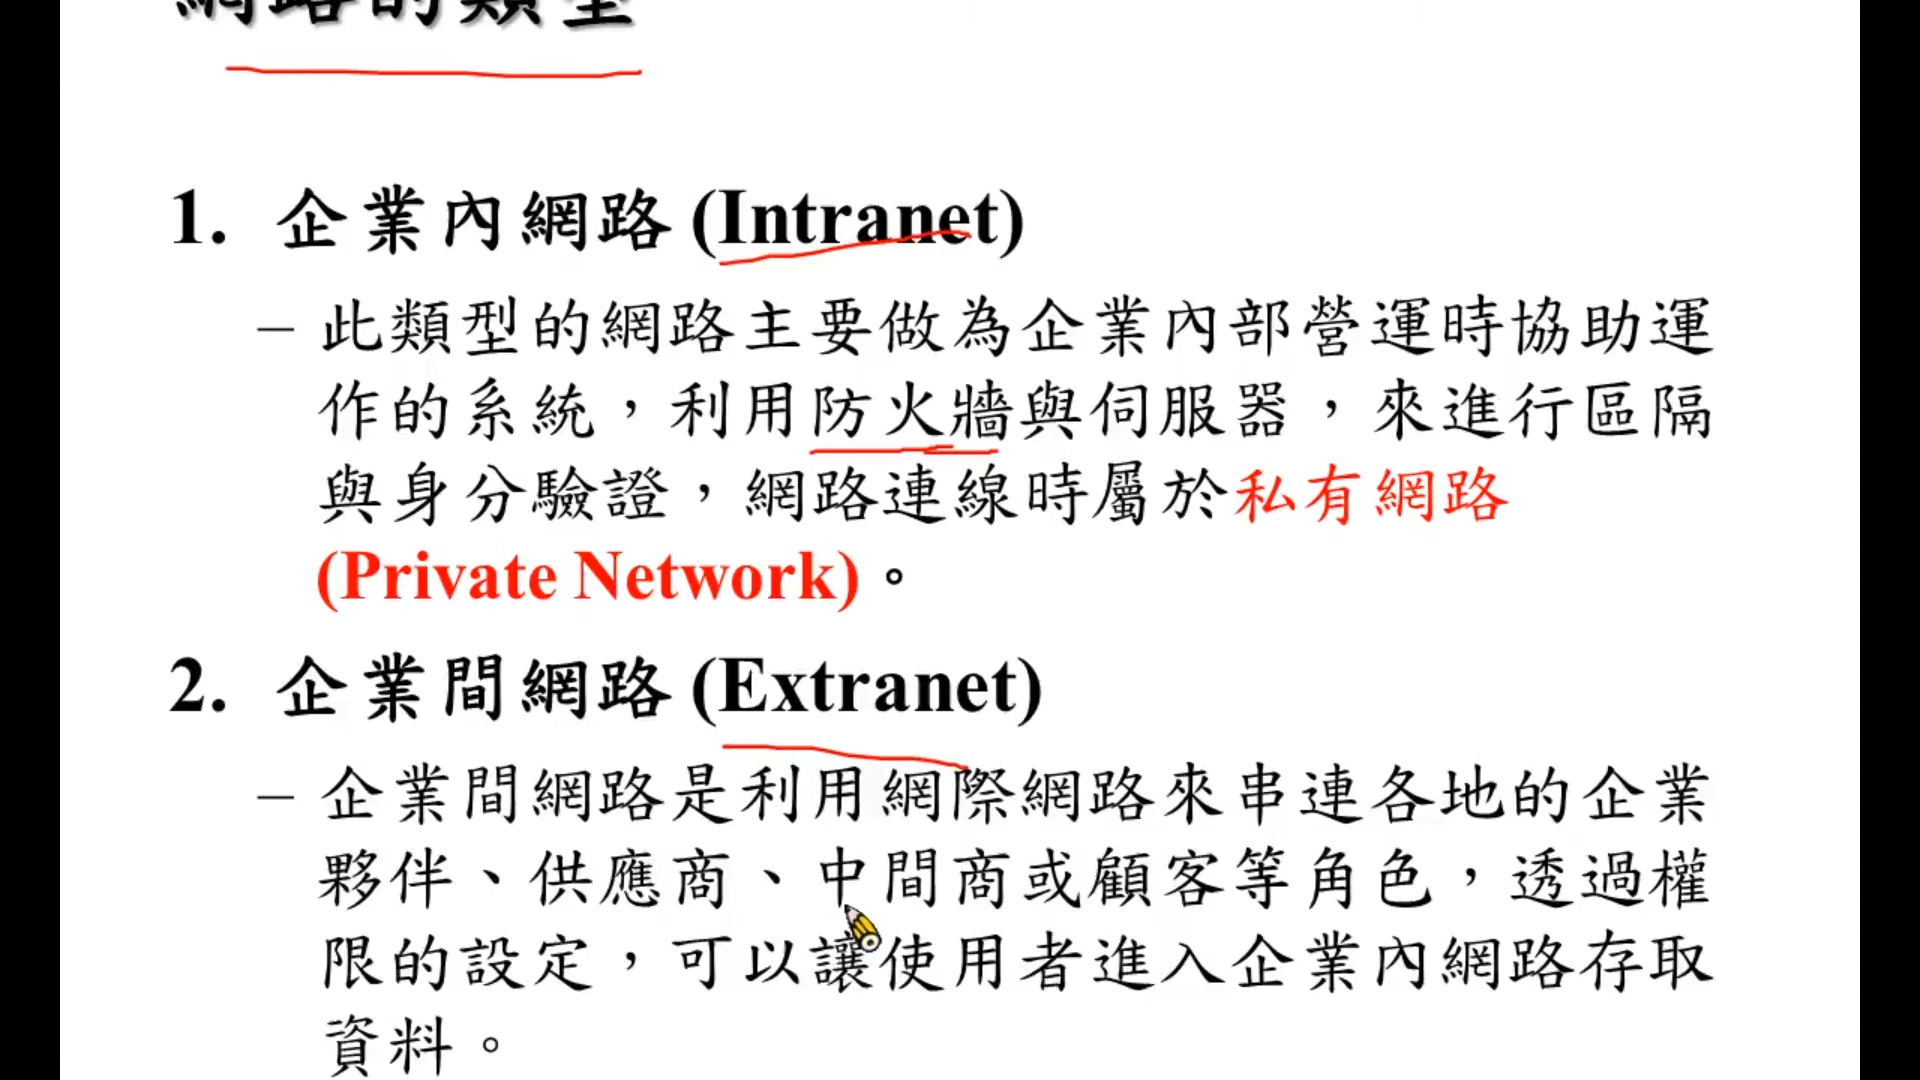 網路的類型
1. 企業內網路 (Intranet)
– 此類型的網路主要做為企業內部營運時協助運
作的系統，利用防火牆與伺服器，來進行區隔
與身分驗證，網路連線時屬於私有網路
(Private Network)。
2. 企業間網路 (Extranet)
– 企業間網路是利用網際網路來串連各地的企業
夥伴、供應商、中間商或顧客等角色，透過權
限的設定，可以讓使用者進入企業內網路存取
資料。